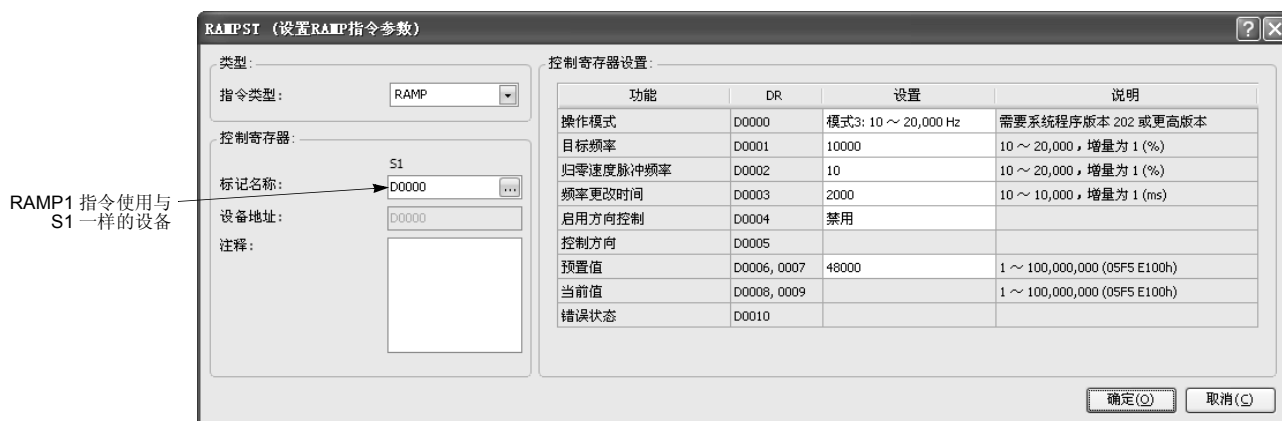 RAMPST (设置RAMP指令参数)
类型:
指令类型: RAMP
控制寄存器:
S1
标记名称: D0000 ...
设备地址: D0000
注释:
RAMP1 指令使用与
S1 一样的设备
控制寄存器设置:
功能 DR 设置 说明
操作模式 D0000 模式3: 10 ～ 20,000 Hz 需要系统程序版本 202 或更高版本
目标频率 D0001 10000 10 ～ 20,000，增量为 1 (%)
归零速度脉冲频率 D0002 10 10 ～ 20,000，增量为 1 (%)
频率更改时间 D0003 2000 10 ～ 10,000，增量为 1 (ms)
启用方向控制 D0004 禁用
控制方向 D0005
预置值 D0006, 0007 48000 1 ～ 100,000,000 (05F5 E100h)
当前值 D0008, 0009 1 ～ 100,000,000 (05F5 E100h)
错误状态 D0010
确定(O) 取消(C)